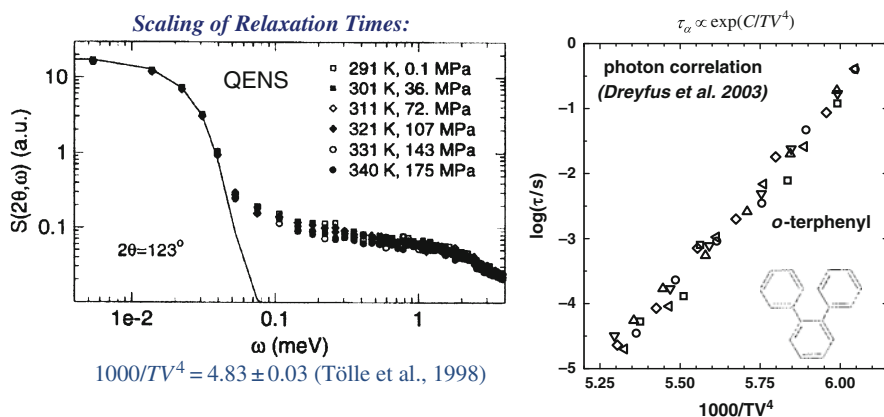 Scaling of Relaxation Times:
QENS
291 K, 0.1 MPa
301 K, 36. MPa
311 K, 72. MPa
321 K, 107 MPa
331 K, 143 MPa
340 K, 175 MPa
S(2θ,ω) (a.u.)
10
1
0.1
2θ=123°
1e-2
0.1
1
ω (meV)
1000/TV⁴ = 4.83 ± 0.03 (Tölle et al., 1998)
τα ∝ exp(C/TV⁴)
photon correlation
(Dreyfus et al. 2003)
o-terphenyl
log(τ/s)
0
-1
-2
-3
-4
-5
5.25
5.50
5.75
6.00
1000/TV⁴